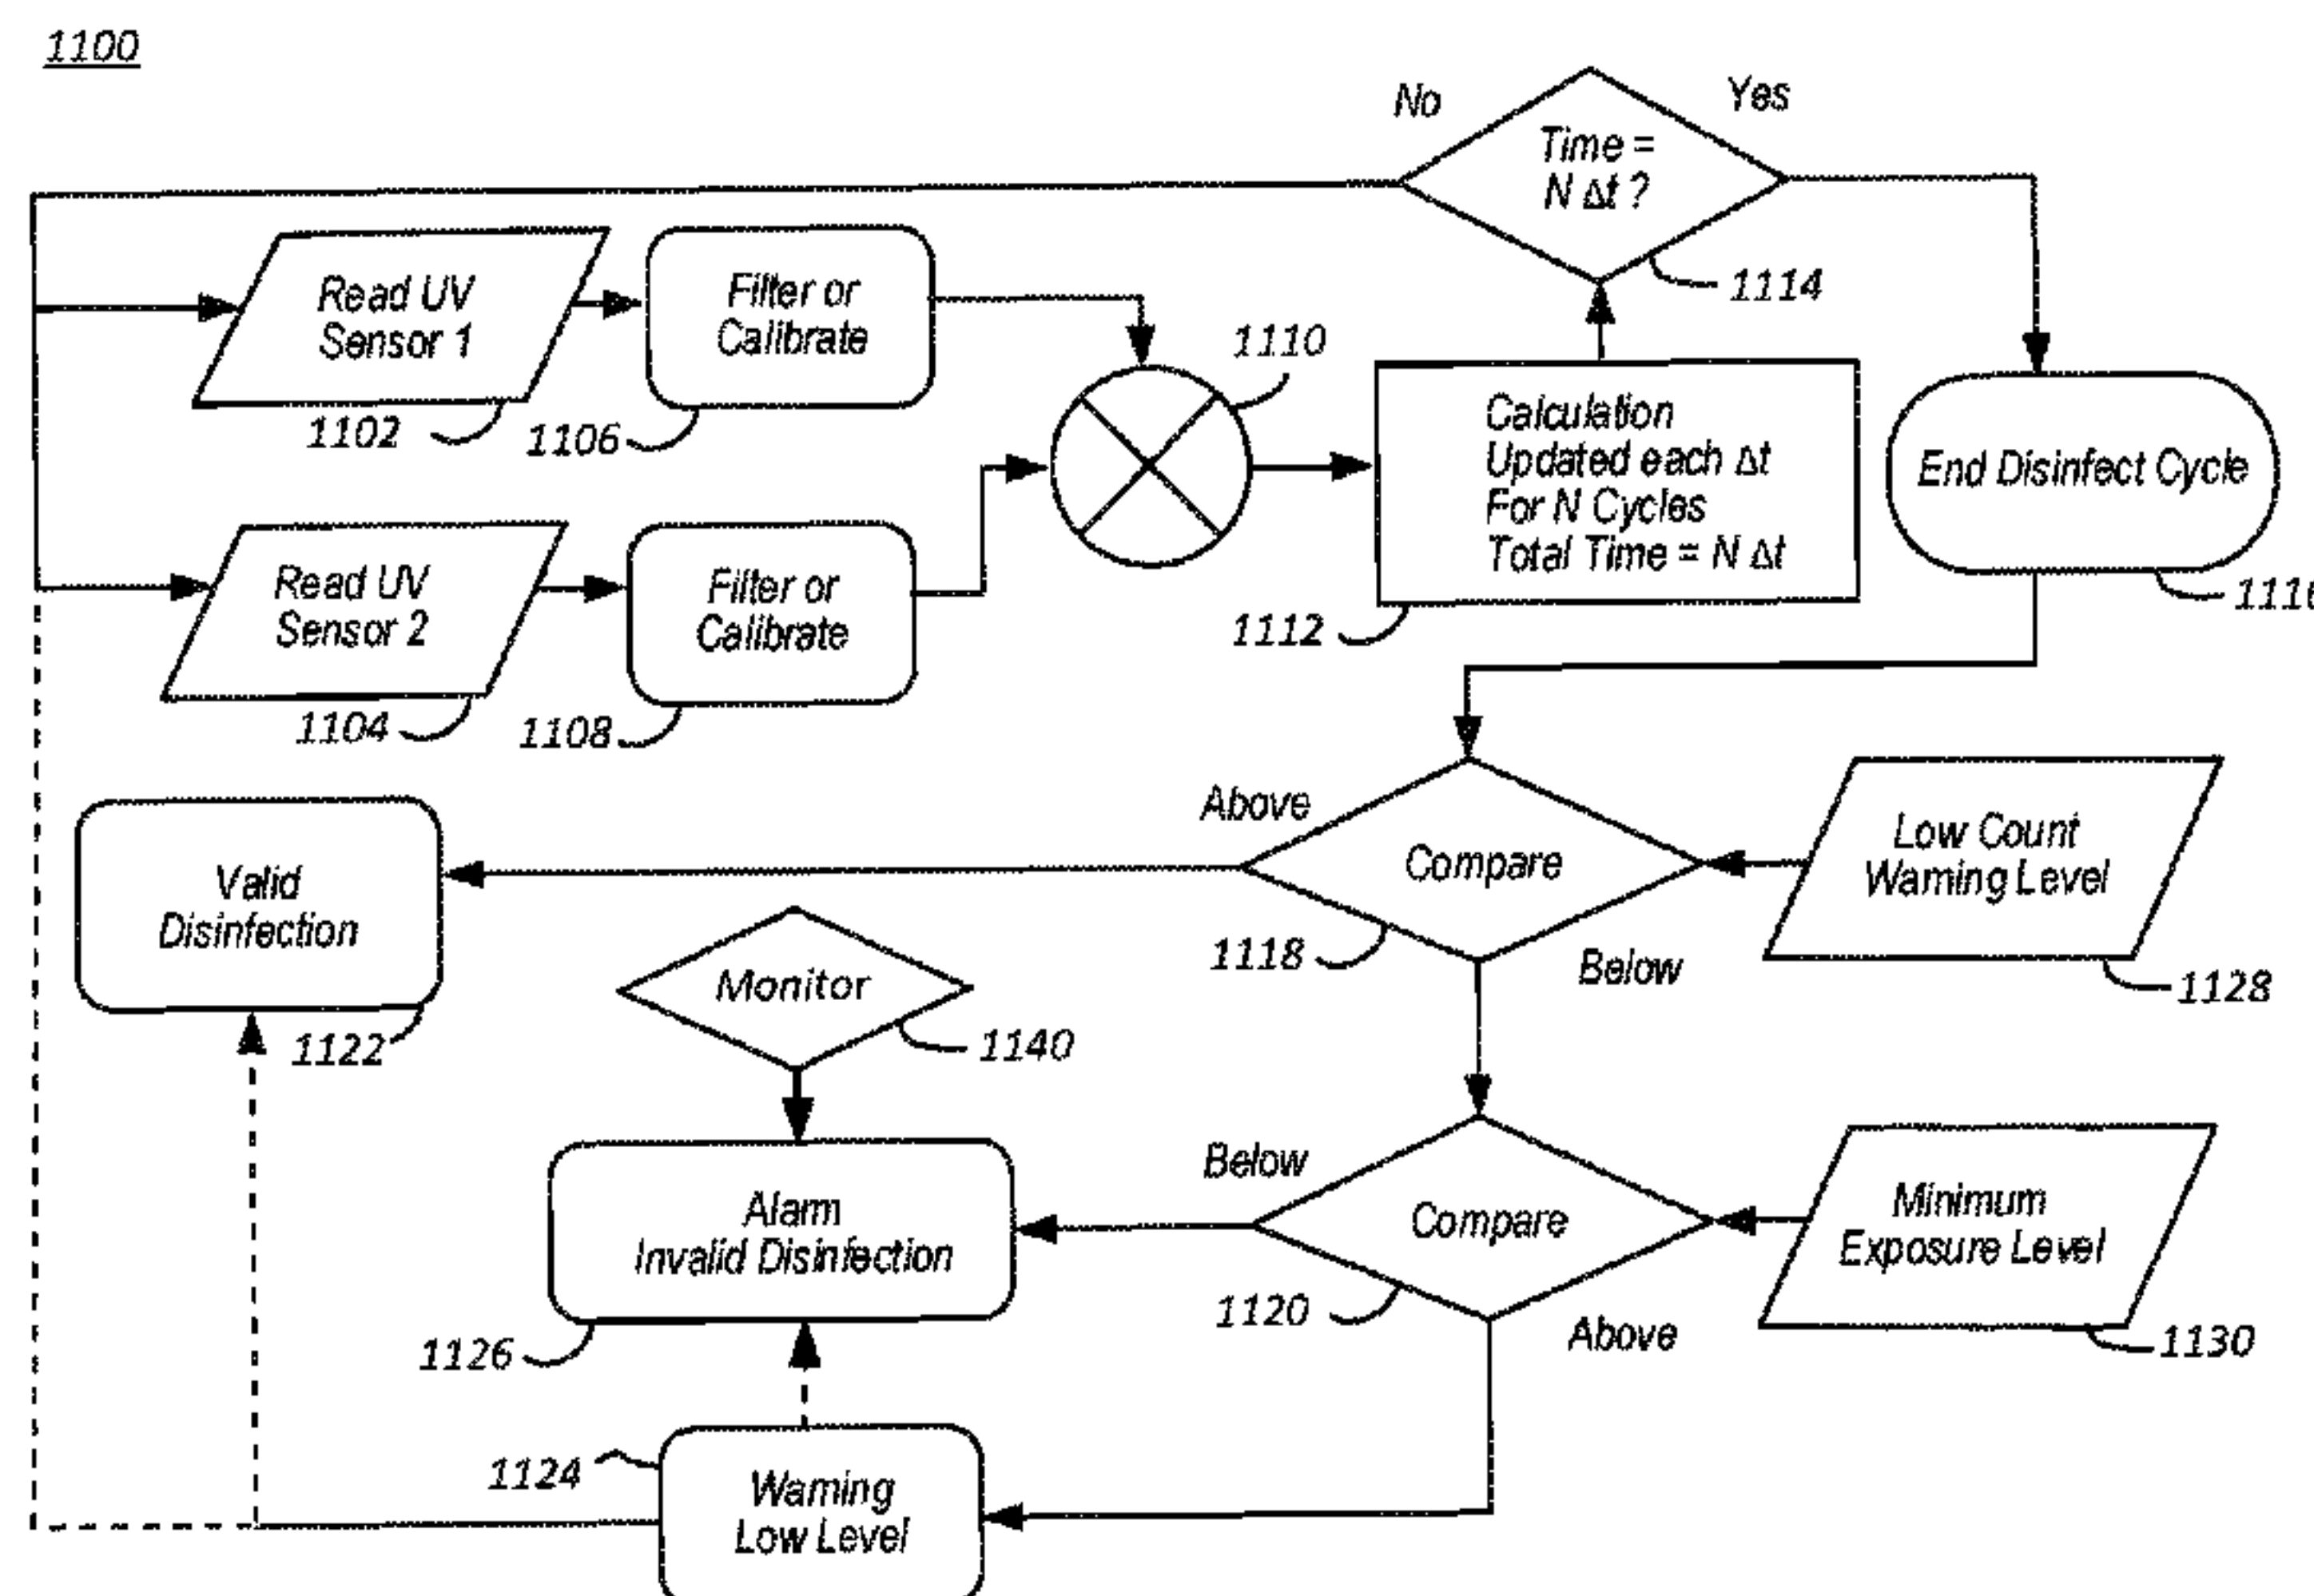 1100
No
Yes
Time =
N Δt ?
1114
Read UV
Sensor 1
1102
Filter or
Calibrate
1106
1110
Calculation
Updated each Δt
For N Cycles
Total Time = N Δt
1112
End Disinfect Cycle
1116
Read UV
Sensor 2
1104
Filter or
Calibrate
1108
Above
Compare
1118
Below
Low Count
Warning Level
1128
Valid
Disinfection
1122
Monitor
1140
Below
Compare
1120
Above
Minimum
Exposure Level
1130
Alarm
Invalid Disinfection
1126
1124
Warning
Low Level